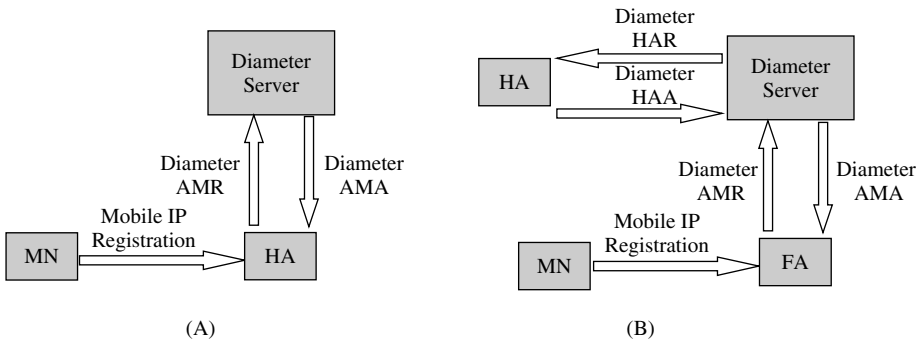 Diameter
Server
Diameter
AMR
Diameter
AMA
Mobile IP
Registration
MN
HA
(A)
Diameter
HAR
HA
Diameter
HAA
Diameter
Server
Diameter
AMR
Diameter
AMA
Mobile IP
Registration
MN
FA
(B)